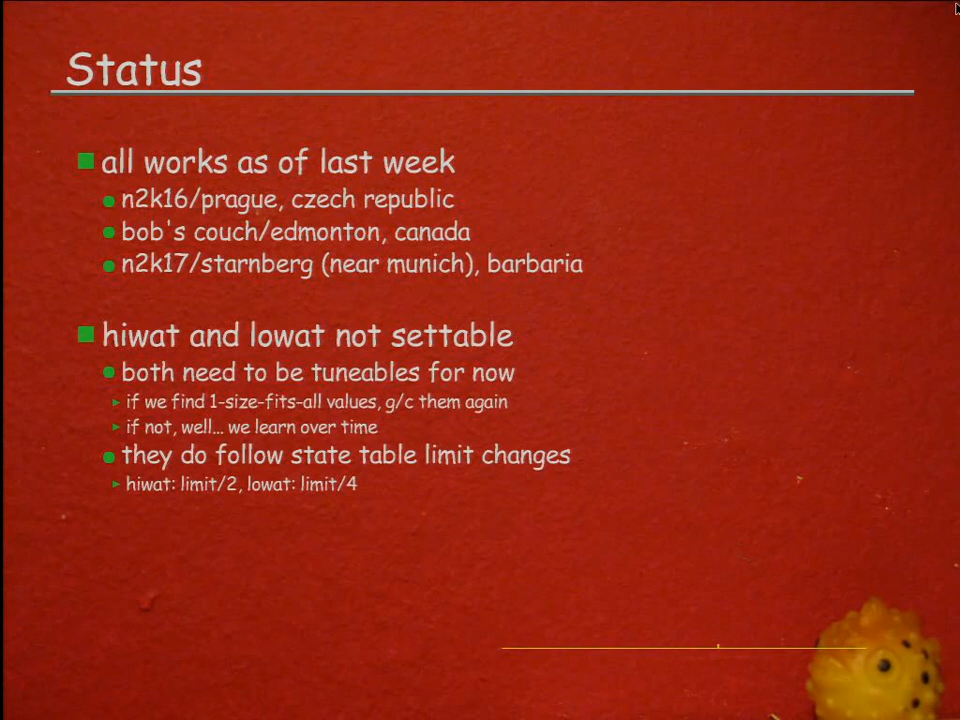 Status
all works as of last week
n2k16/prague, czech republic
bob's couch/edmonton, canada
n2k17/starnberg (near munich), barbaria
hiwat and lowat not settable
both need to be tuneables for now
if we find 1-size-fits-all values, g/c them again
if not, well... we learn over time
they do follow state table limit changes
hiwat: limit/2, lowat: limit/4